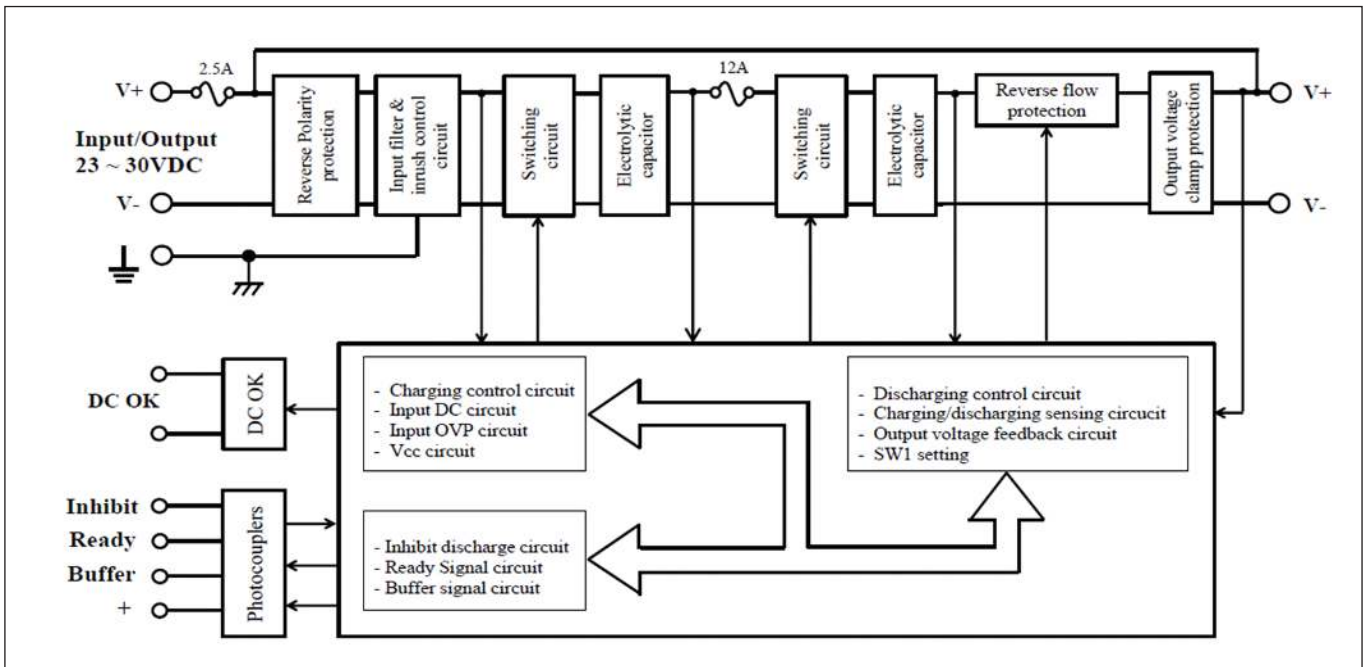 2.5A
12A
V+
Input/Output
23 ~ 30VDC
V-
Reverse Polarity
protection
Input filter &
inrush control
circuit
Switching
circuit
Electrolytic
capacitor
Switching
circuit
Electrolytic
capacitor
Reverse flow
protection
Output voltage
clamp protection
V+
V-
DC OK
DC OK
- Charging control circuit
- Input DC circuit
- Input OVP circuit
- Vcc circuit
- Discharging control circuit
- Charging/discharging sensing circucit
- Output voltage feedback circuit
- SW1 setting
Inhibit
Ready
Buffer
+
Photocouplers
- Inhibit discharge circuit
- Ready Signal circuit
- Buffer signal circuit